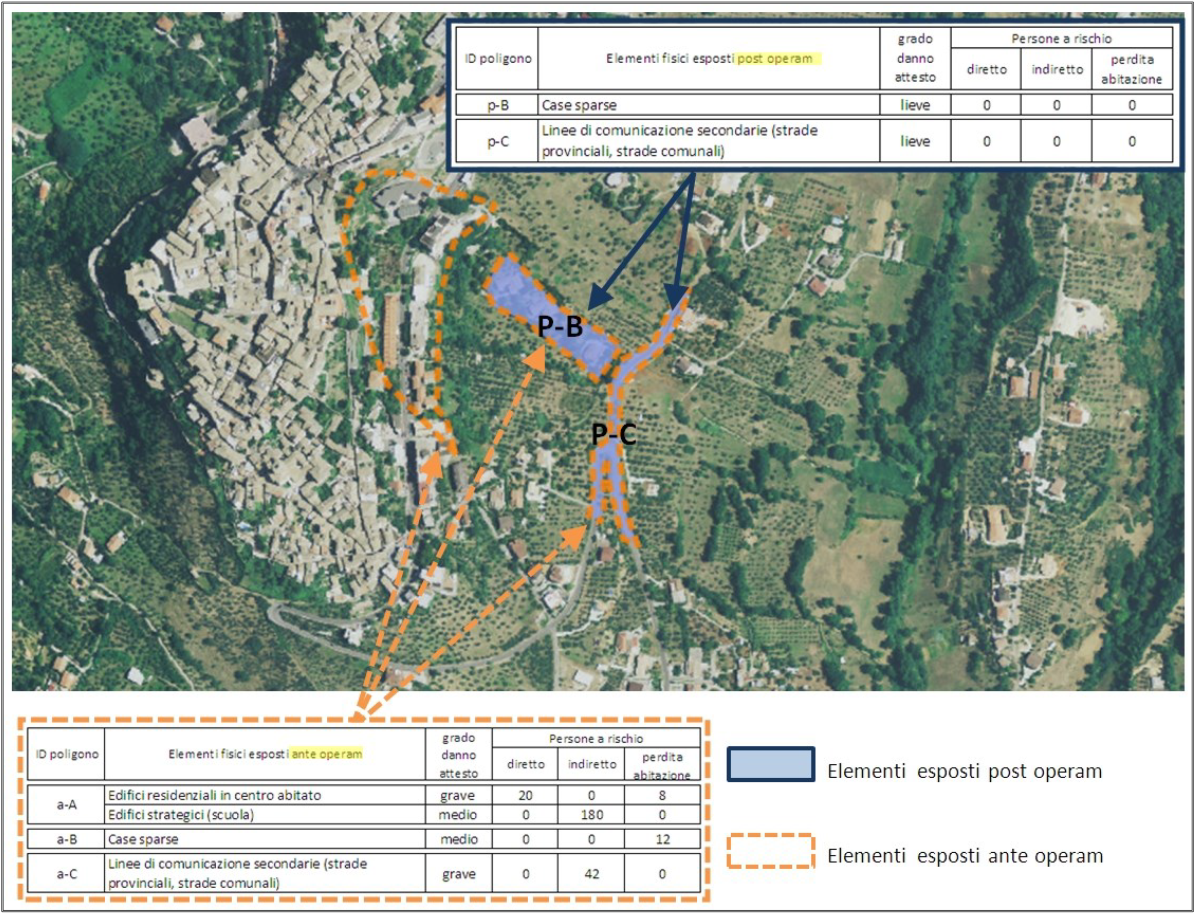 ID poligono Elementi fisici esposti post operam grado danno attesto Persone a rischio
diretto indiretto perdita abitazione
p-B Case sparse lieve 0 0 0
p-C Linee di comunicazione secondarie (strade provinciali, strade comunali) lieve 0 0 0
P-B
P-C
ID poligono Elementi fisici esposti ante operam grado danno attesto Persone a rischio
diretto indiretto perdita abitazione
a-A Edifici residenziali in centro abitato grave 20 0 8
Edifici strategici (scuola) medio 0 180 0
a-B Case sparse medio 0 0 12
a-C Linee di comunicazione secondarie (strade provinciali, strade comunali) grave 0 42 0
Elementi esposti post operam
Elementi esposti ante operam